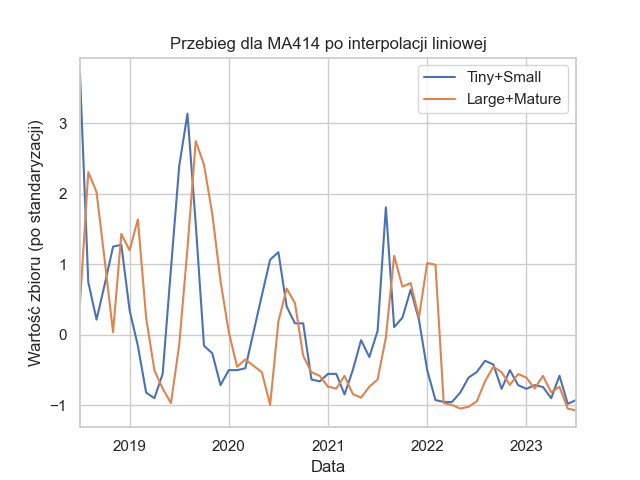 Przebieg dla MA414 po interpolacji liniowej
Tiny+Small
Large+Mature
Wartość zbioru (po standaryzacji)
3
2
1
0
−1
2019 2020 2021 2022 2023
Data